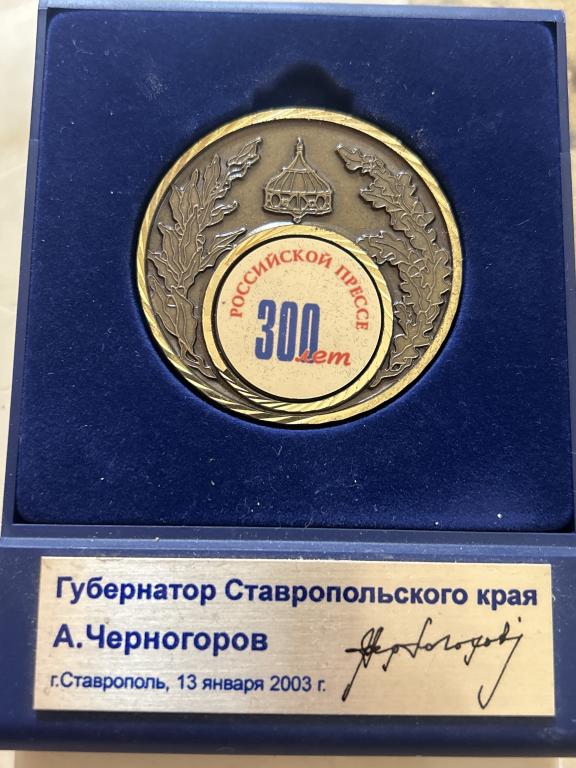 РОССИЙСКОЙ ПРЕССЕ
300 лет
Губернатор Ставропольского края
А.Черногоров
г.Ставрополь, 13 января 2003 г.